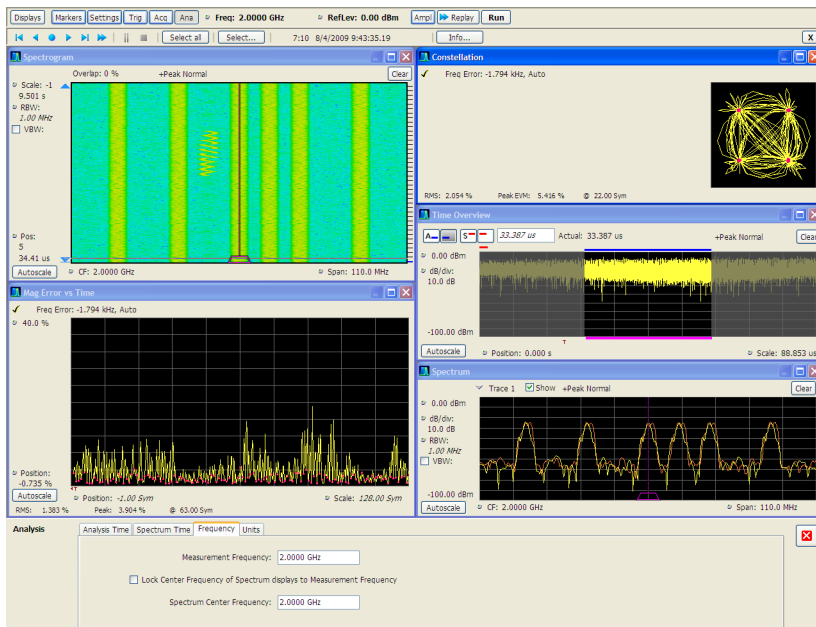 Displays Markers Settings Trig Acq Ana Freq: 2.0000 GHz RefLev: 0.00 dBm Ampl Replay Run
Select all Select... 7:10 8/4/2009 9:43:35.19 Info... X
Spectrogram
Overlap: 0 % +Peak Normal Clear
Scale: -1
9.501 s
RBW:
1.00 MHz
VBW:
Pos:
5
34.41 us
Autoscale CF: 2.0000 GHz Span: 110.0 MHz
Constellation
Freq Error: -1.794 kHz, Auto
RMS: 2.054 % Peak EVM: 5.416 % @ 22.00 Sym
Time Overview
A S 33.387 us Actual: 33.387 us +Peak Normal Clear
0.00 dBm
dB/div:
10.0 dB
-100.00 dBm
T
Autoscale Position: 0.000 s Scale: 88.853 us
Mag Error vs Time
Freq Error: -1.794 kHz, Auto
40.0 %
Position:
-0.735 %
T
Autoscale Position: -1.00 Sym Scale: 128.00 Sym
RMS: 1.383 % Peak: 3.904 % @ 63.00 Sym
Spectrum
Trace 1 Show +Peak Normal Clear
0.00 dBm
dB/div:
10.0 dB
RBW:
1.00 MHz
VBW:
-100.00 dBm
Autoscale CF: 2.0000 GHz Span: 110.0 MHz
Analysis Analysis Time Spectrum Time Frequency Units
Measurement Frequency: 2.0000 GHz
Lock Center Frequency of Spectrum displays to Measurement Frequency
Spectrum Center Frequency: 2.0000 GHz